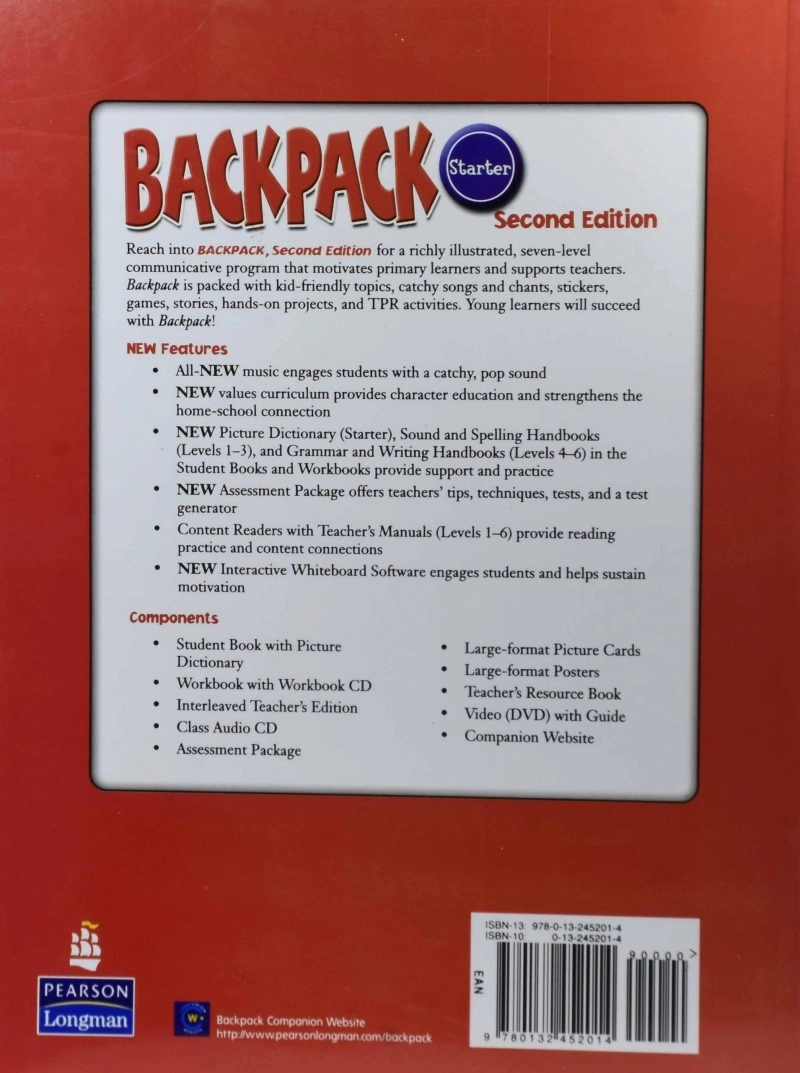 BACKPACK Starter
Second Edition
Reach into BACKPACK, Second Edition for a richly illustrated, seven-level
communicative program that motivates primary learners and supports teachers.
Backpack is packed with kid-friendly topics, catchy songs and chants, stickers,
games, stories, hands-on projects, and TPR activities. Young learners will succeed
with Backpack!
NEW Features
• All-NEW music engages students with a catchy, pop sound
• NEW values curriculum provides character education and strengthens the
home-school connection
• NEW Picture Dictionary (Starter), Sound and Spelling Handbooks
(Levels 1–3), and Grammar and Writing Handbooks (Levels 4–6) in the
Student Books and Workbooks provide support and practice
• NEW Assessment Package offers teachers' tips, techniques, tests, and a test
generator
• Content Readers with Teacher's Manuals (Levels 1–6) provide reading
practice and content connections
• NEW Interactive Whiteboard Software engages students and helps sustain
motivation
Components
• Student Book with Picture
Dictionary
• Workbook with Workbook CD
• Interleaved Teacher's Edition
• Class Audio CD
• Assessment Package
• Large-format Picture Cards
• Large-format Posters
• Teacher's Resource Book
• Video (DVD) with Guide
• Companion Website
PEARSON
Longman
W
Backpack Companion Website
http://www.pearsonlongman.com/backpack
ISBN-13: 978-0-13-245201-4
ISBN-10: 0-13-245201-4
90000>
EAN
9 780132 452014